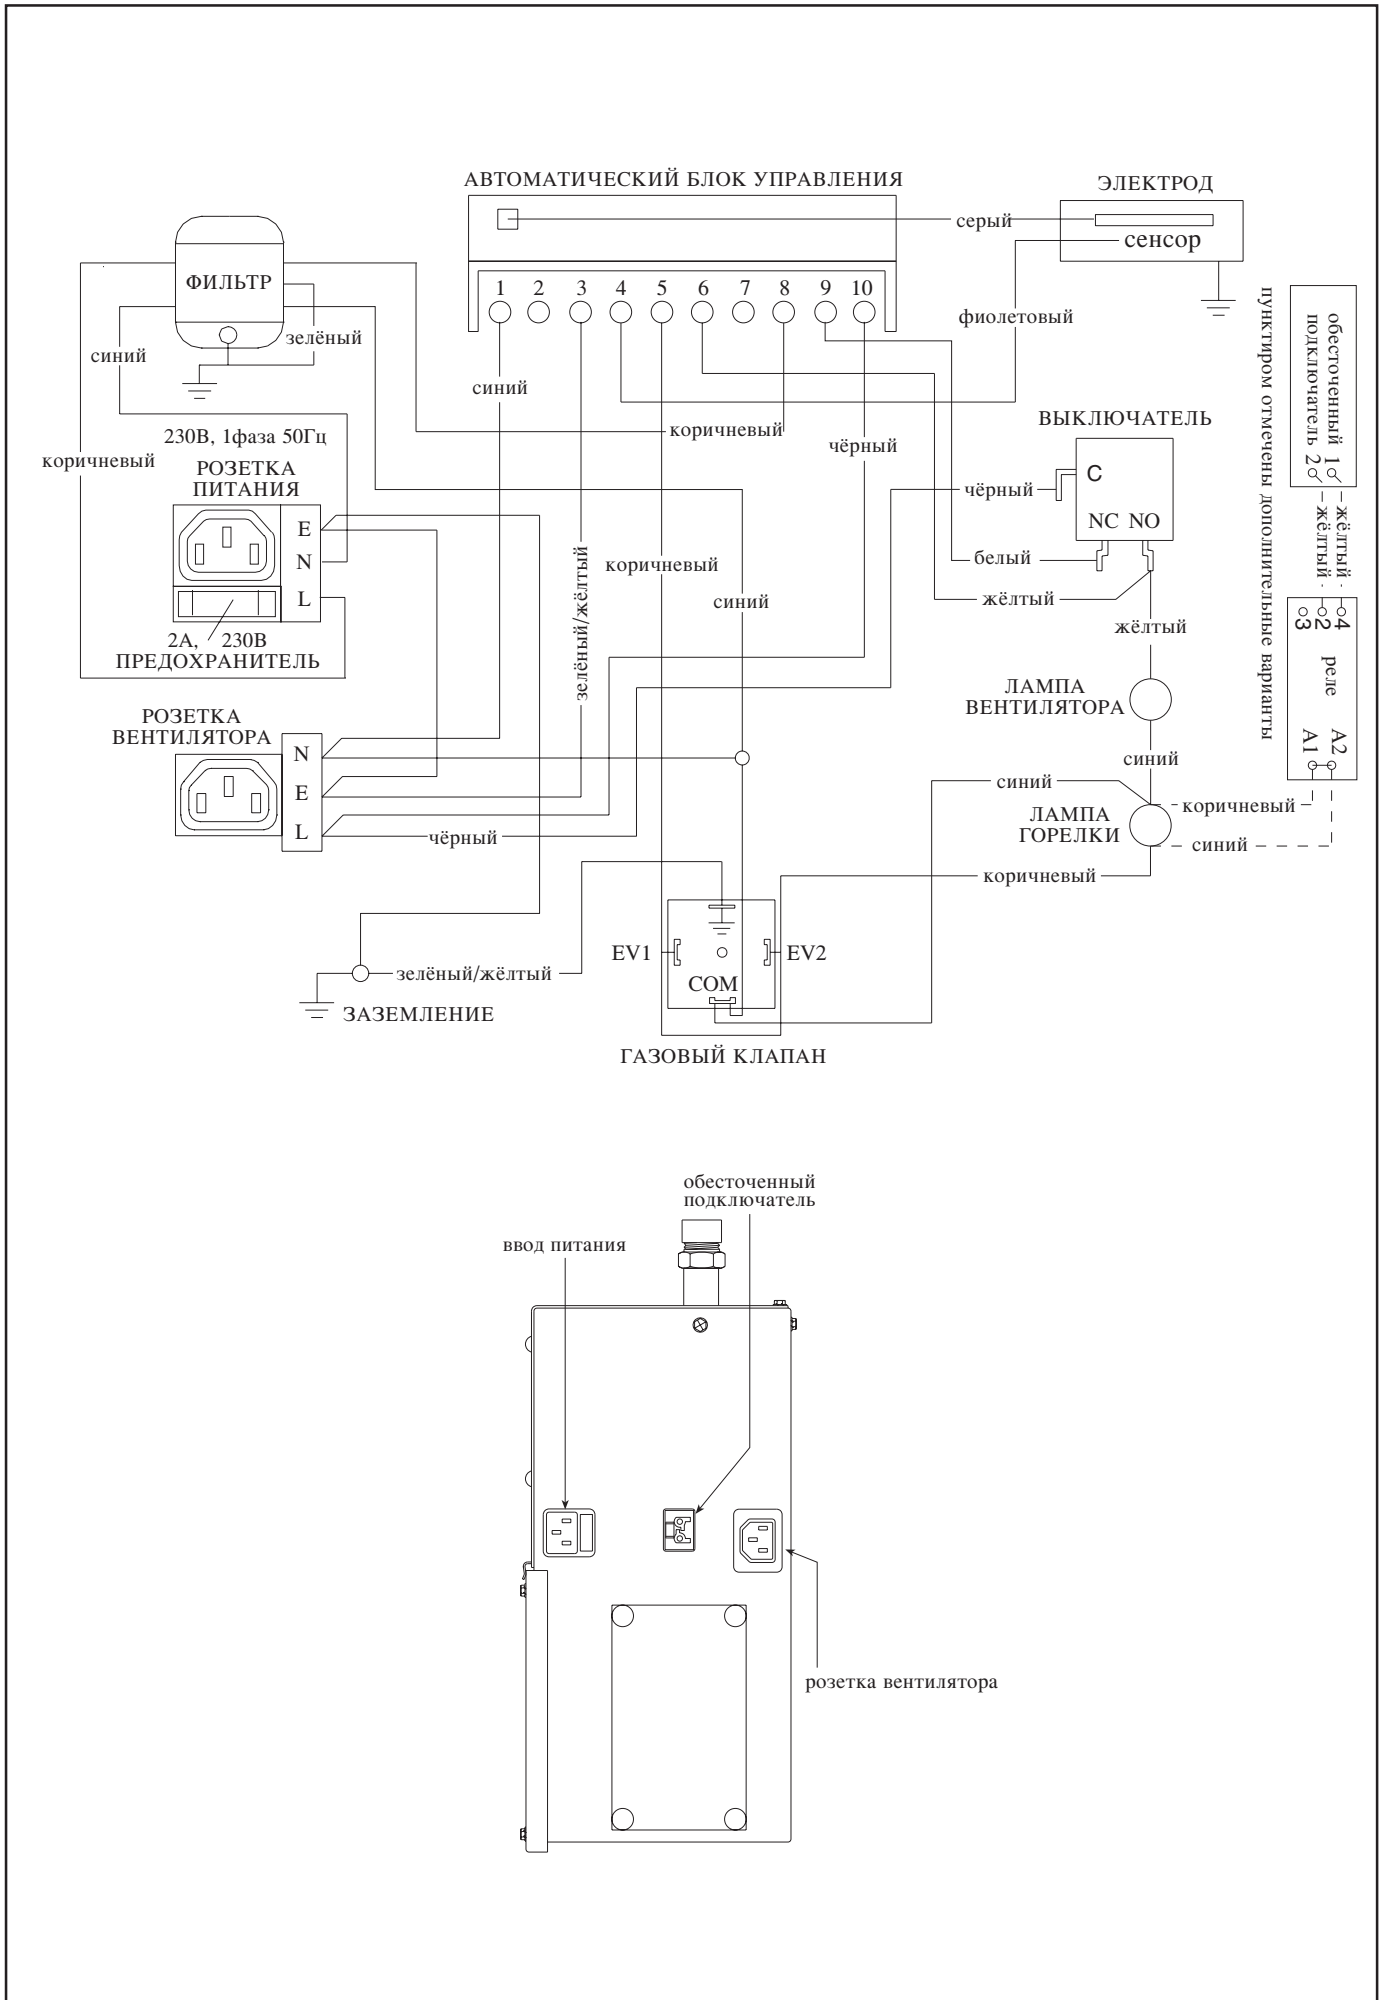 АВТОМАТИЧЕСКИЙ БЛОК УПРАВЛЕНИЯ
ЭЛЕКТРОД
серый
сенсор
ФИЛЬТР
1 2 3 4 5 6 7 8 9 10
зелёный
фиолетовый
синий
синий
пунктиром отмечены дополнительные варианты
обесточенный 1
подключатель 2
жёлтый
жёлтый
4
2
3
реле
A2
A1
230В, 1фаза 50Гц
коричневый
коричневый
чёрный
ВЫКЛЮЧАТЕЛЬ
C
NC NO
РОЗЕТКА
ПИТАНИЯ
E
N
L
2А, 230В
ПРЕДОХРАНИТЕЛЬ
чёрный
белый
жёлтый
жёлтый
зелёный/жёлтый
коричневый
синий
РОЗЕТКА
ВЕНТИЛЯТОРА
N
E
L
ЛАМПА
ВЕНТИЛЯТОРА
синий
синий
чёрный
ЛАМПА
ГОРЕЛКИ
коричневый
синий
коричневый
EV1
EV2
COM
зелёный/жёлтый
ЗАЗЕМЛЕНИЕ
ГАЗОВЫЙ КЛАПАН
обесточенный
подключатель
ввод питания
розетка вентилятора